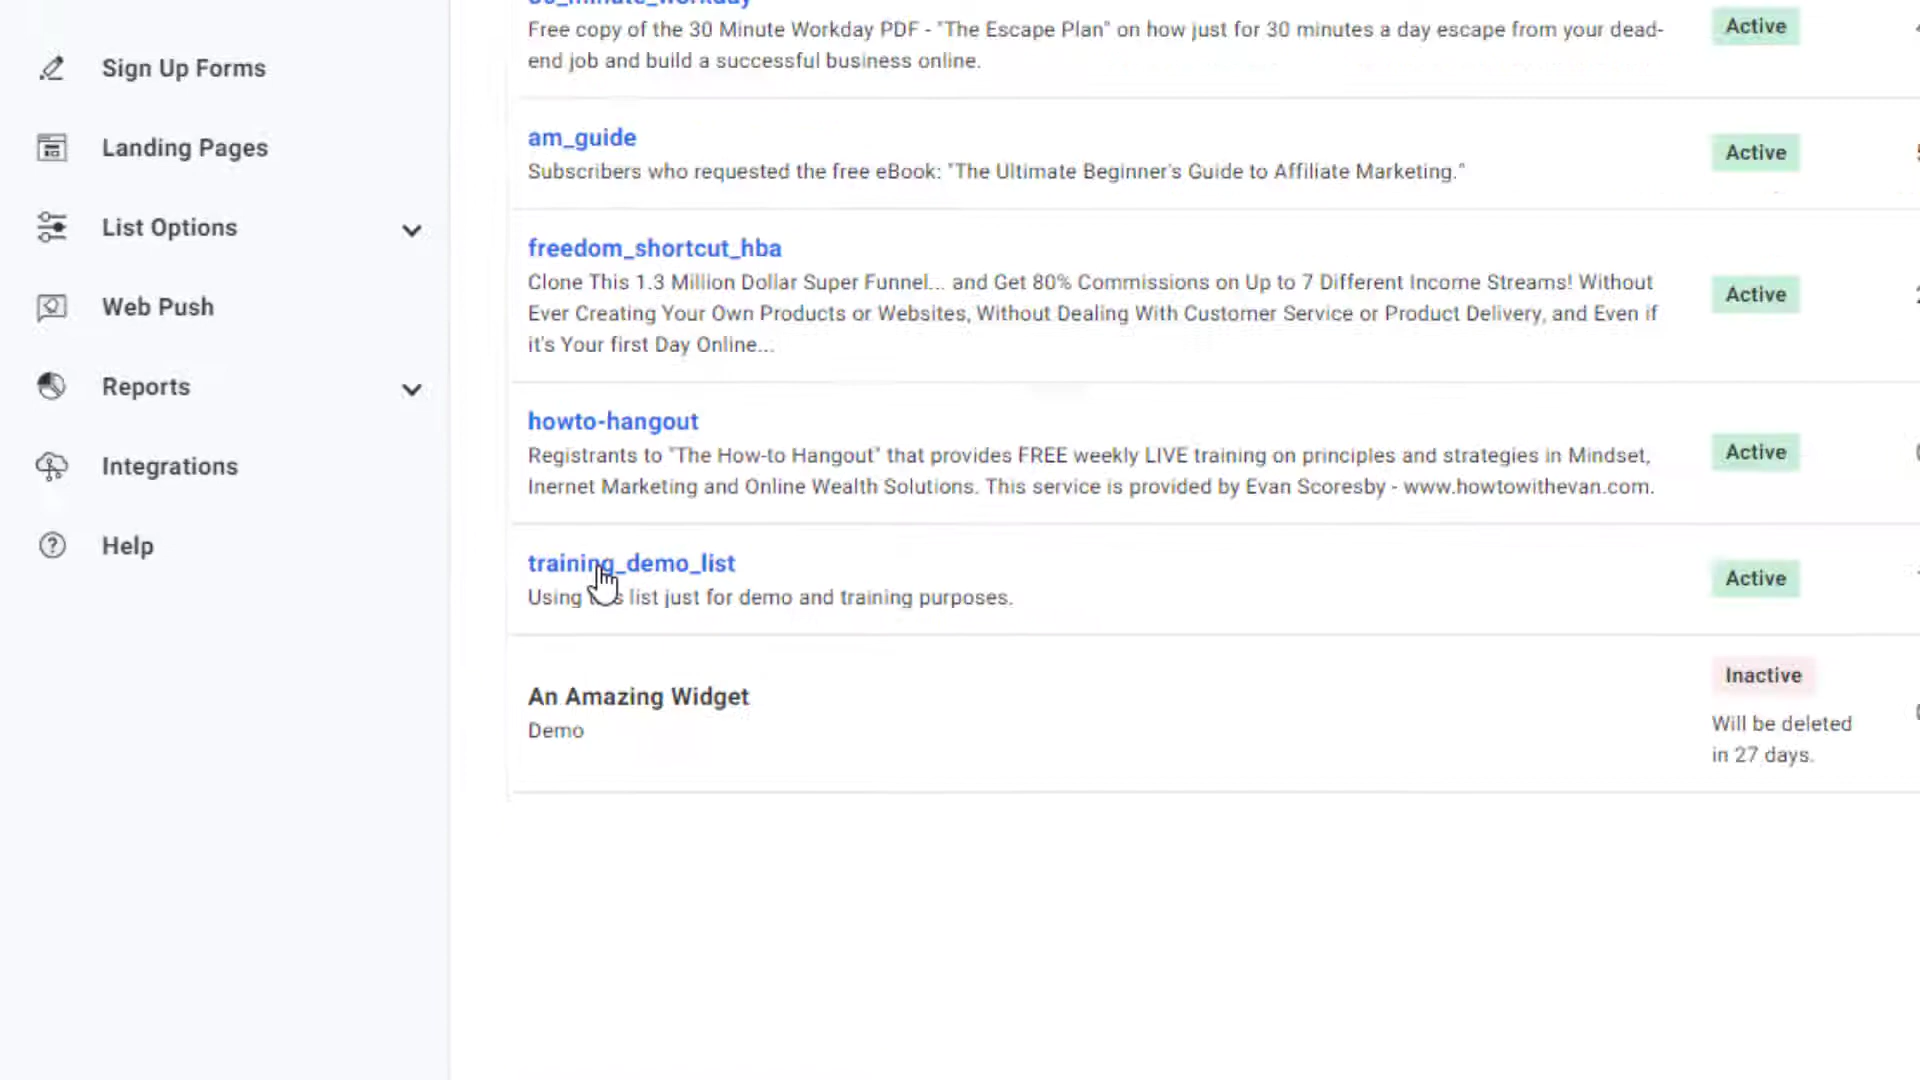 Sign Up Forms
Landing Pages
List Options
Web Push
Reports
Integrations
Help
30_minute_workday
Free copy of the 30 Minute Workday PDF - "The Escape Plan" on how just for 30 minutes a day escape from your dead-
end job and build a successful business online.
Active
am_guide
Subscribers who requested the free eBook: "The Ultimate Beginner's Guide to Affiliate Marketing."
Active
freedom_shortcut_hba
Clone This 1.3 Million Dollar Super Funnel... and Get 80% Commissions on Up to 7 Different Income Streams! Without
Ever Creating Your Own Products or Websites, Without Dealing With Customer Service or Product Delivery, and Even if
it's Your first Day Online...
Active
howto-hangout
Registrants to "The How-to Hangout" that provides FREE weekly LIVE training on principles and strategies in Mindset,
Inernet Marketing and Online Wealth Solutions. This service is provided by Evan Scoresby - www.howtowithevan.com.
Active
training_demo_list
Using this list just for demo and training purposes.
Active
An Amazing Widget
Demo
Inactive
Will be deleted
in 27 days.